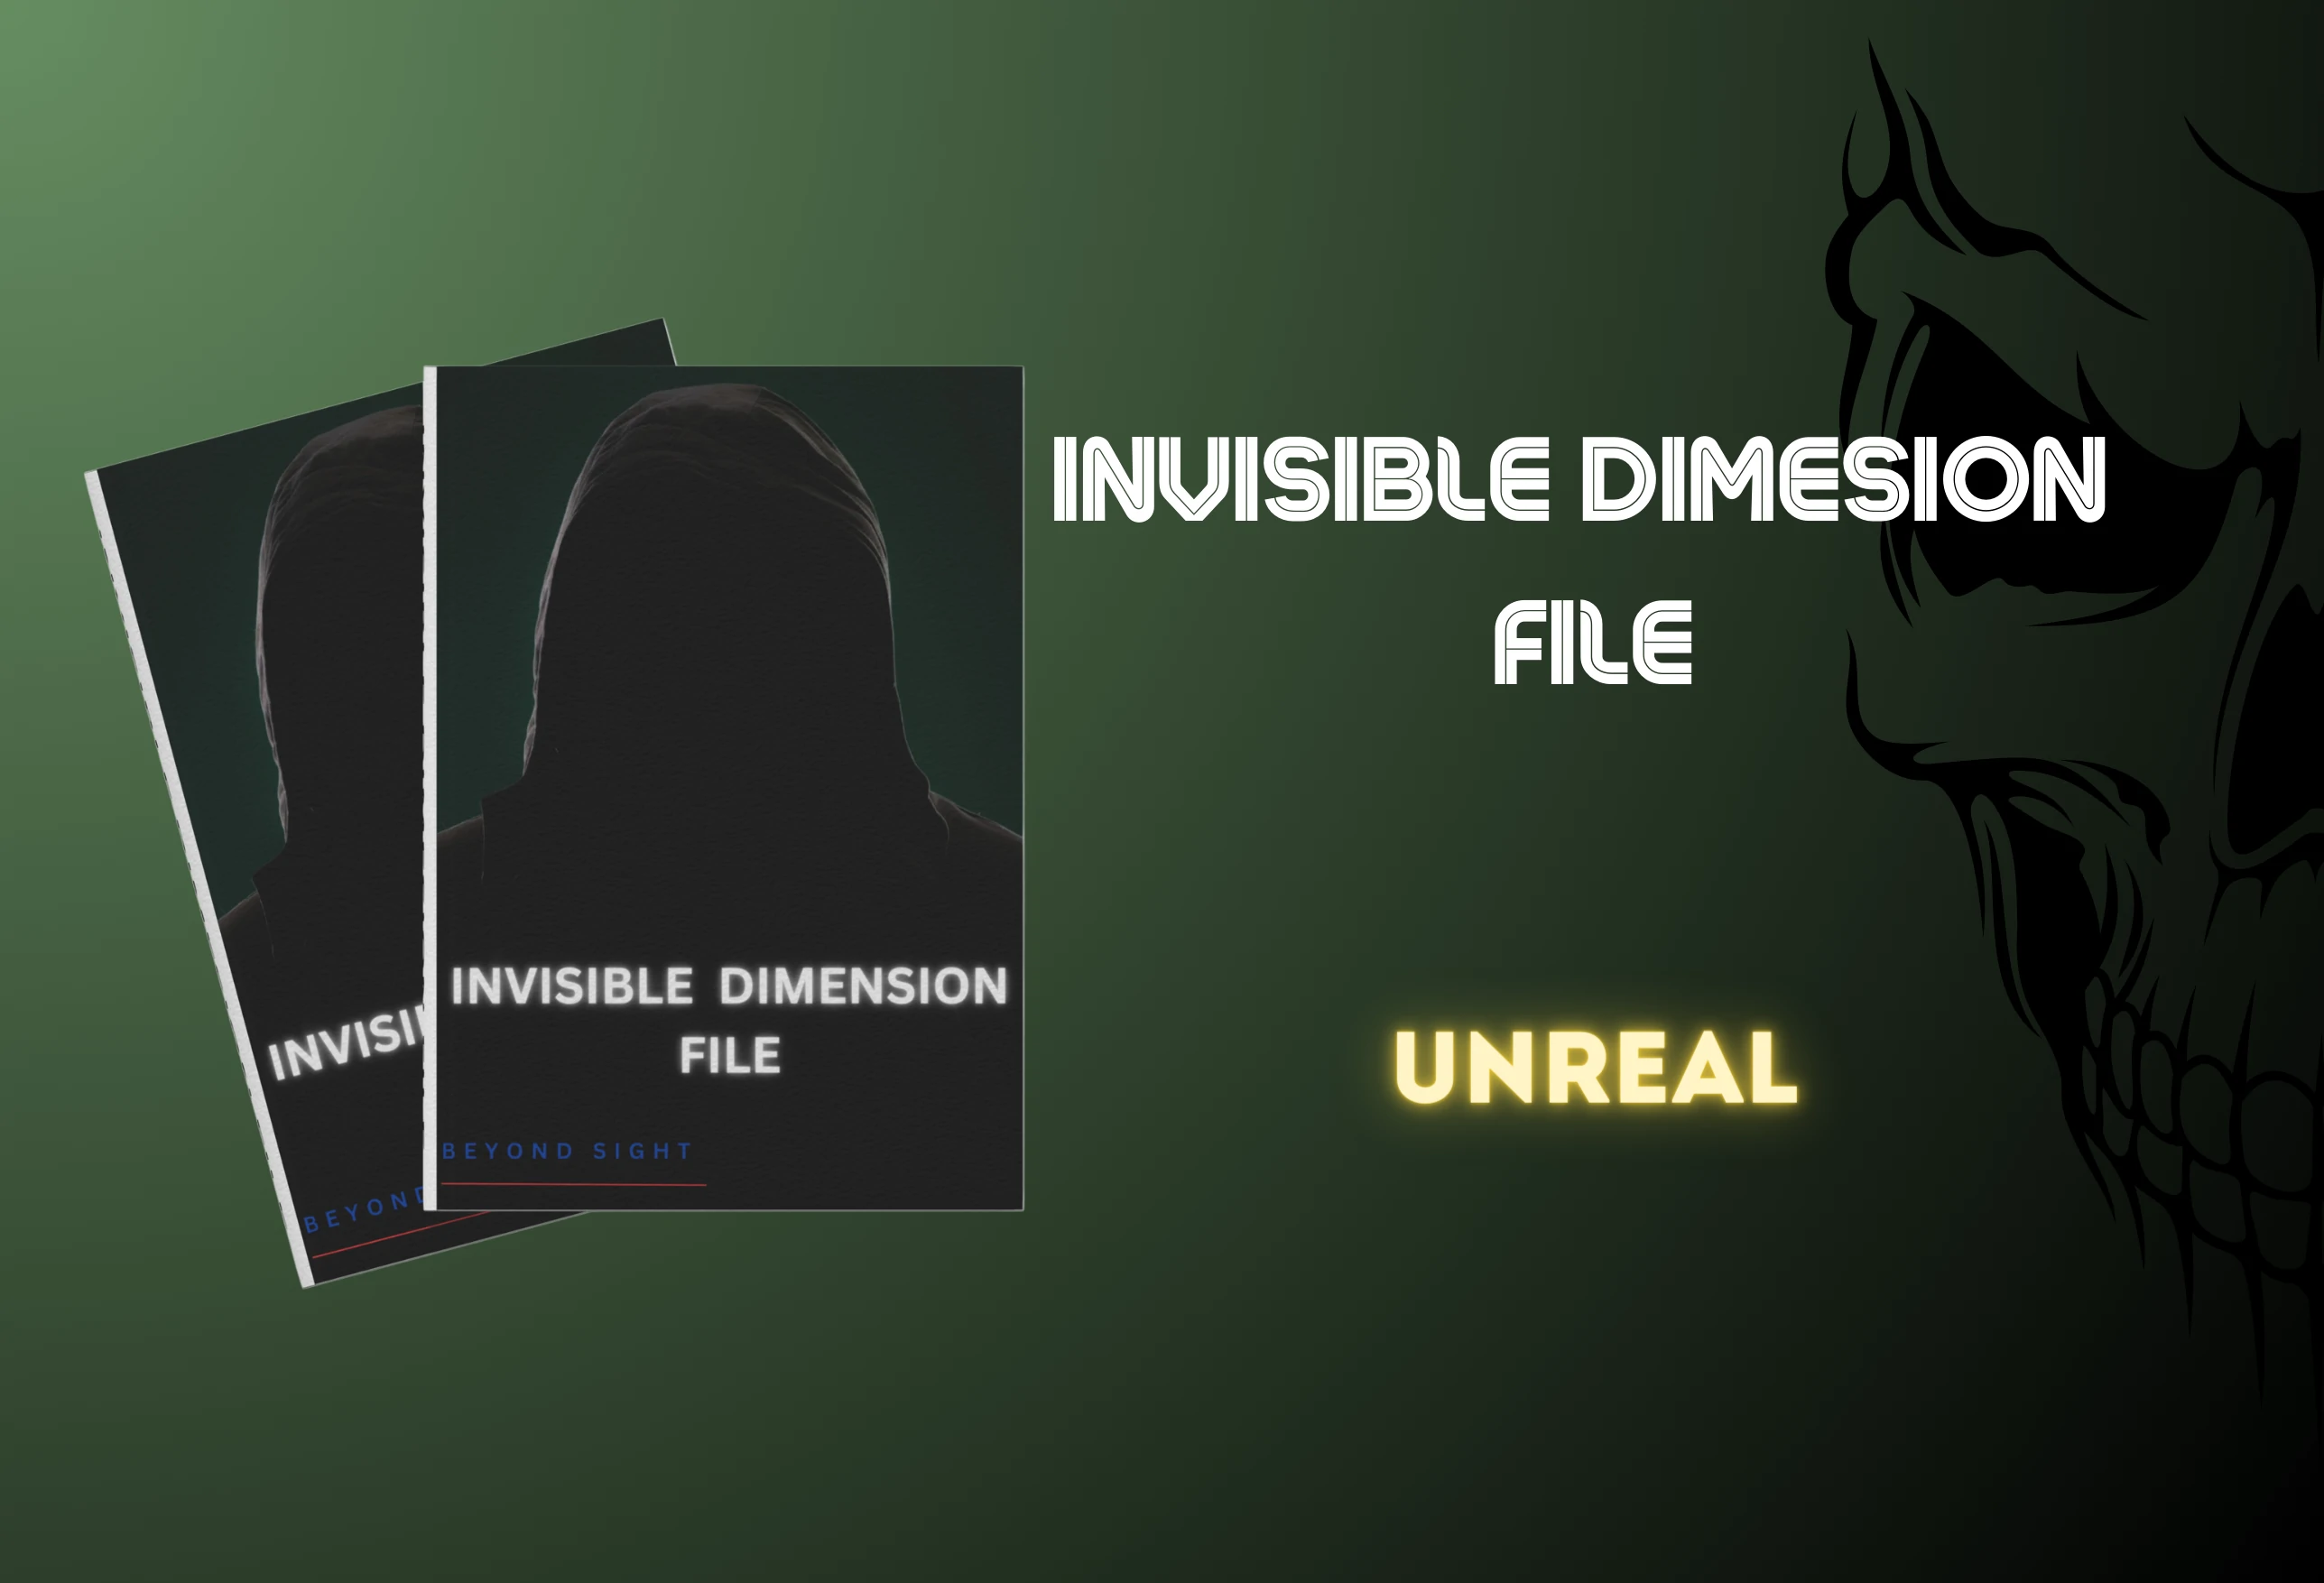 INVISIBLE DIMESION
FILE
UNREAL
INVISIBLE DIMENSION
FILE
BEYOND SIGHT
INVISI
BEYOND